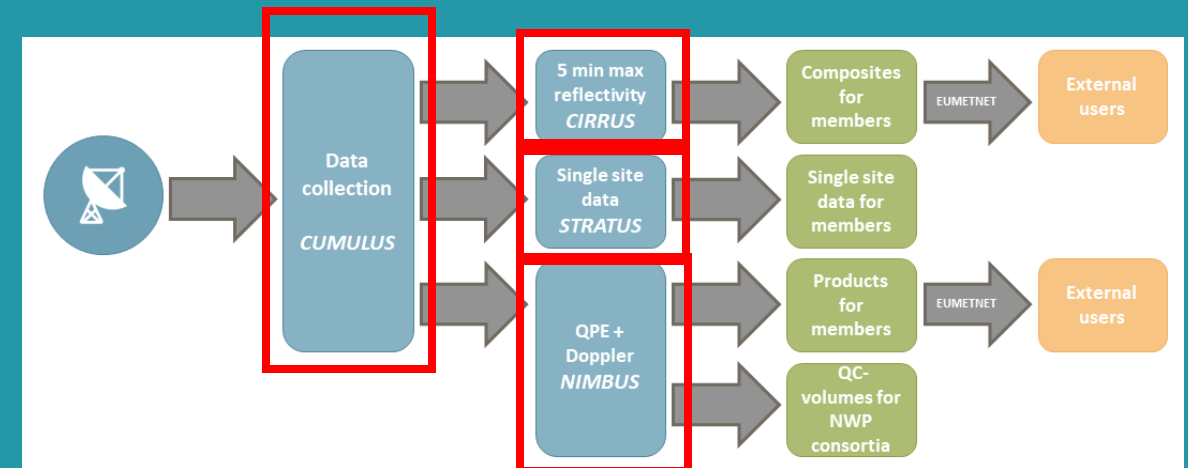 Data
collection
CUMULUS
5 min max
reflectivity
CIRRUS
Composites
for
members
EUMETNET
External
users
Single site
data
STRATUS
Single site
data for
members
QPE +
Doppler
NIMBUS
Products
for
members
EUMETNET
External
users
QC-
volumes for
NWP
consortia